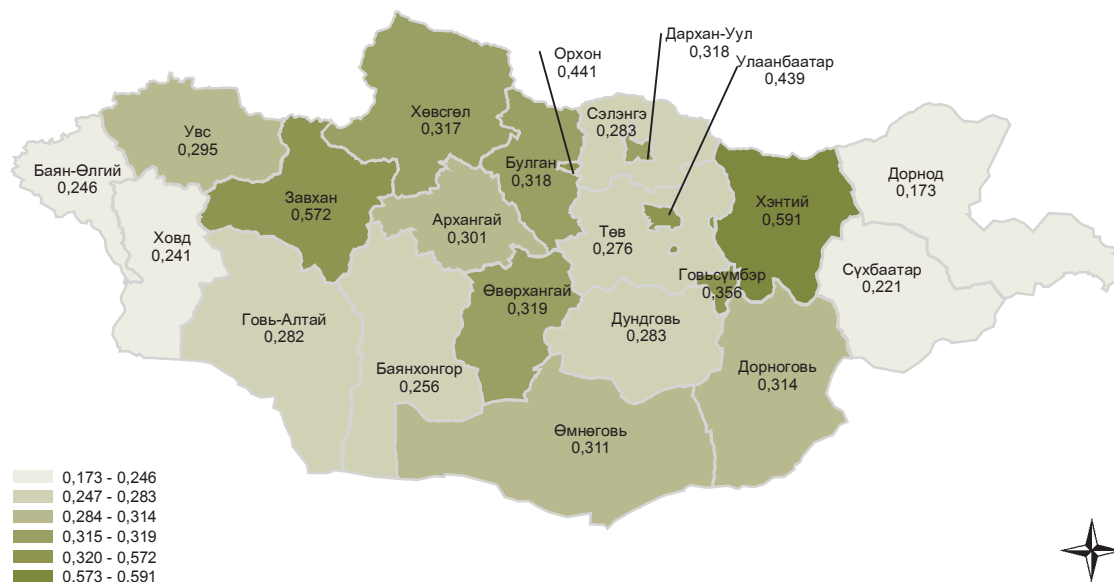 Орхон
0,441
Дархан-Уул
0,318
Улаанбаатар
0,439
Увс
0,295
Хөвсгөл
0,317
Сэлэнгэ
0,283
Баян-Өлгий
0,246
Завхан
0,572
Булган
0,318
Хэнтий
0,591
Дорнод
0,173
Ховд
0,241
Архангай
0,301
Төв
0,276
Говьсүмбэр
0,356
Сүхбаатар
0,221
Говь-Алтай
0,282
Өвөрхангай
0,319
Дундговь
0,283
Баянхонгор
0,256
Дорноговь
0,314
Өмнөговь
0,311
0,173 - 0,246
0,247 - 0,283
0,284 - 0,314
0,315 - 0,319
0,320 - 0,572
0,573 - 0,591